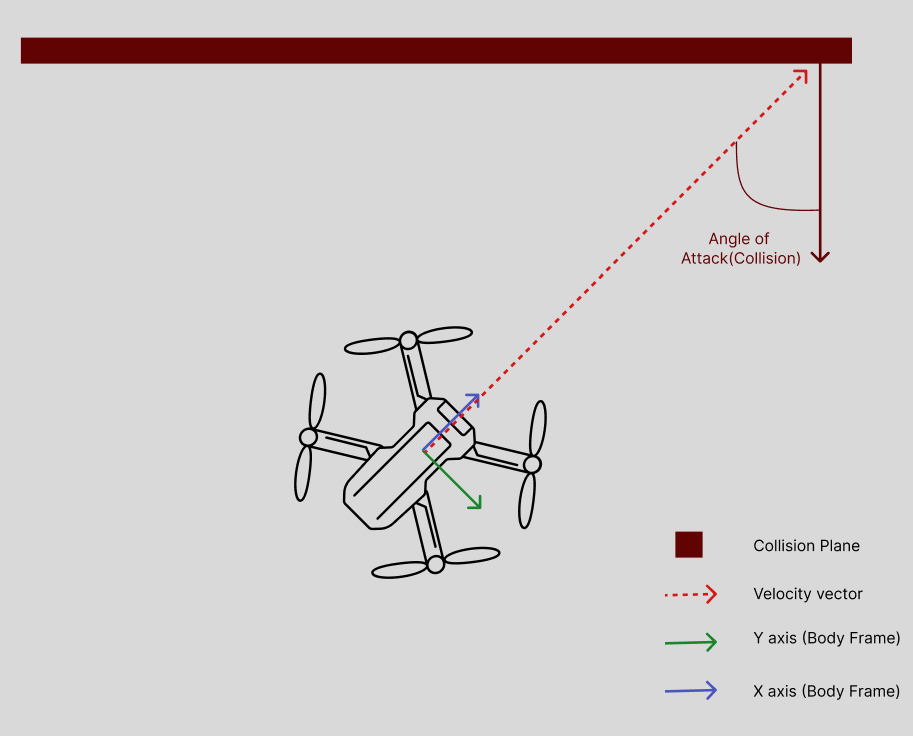 Angle of
Attack(Collision)
Collision Plane
Velocity vector
Y axis (Body Frame)
X axis (Body Frame)